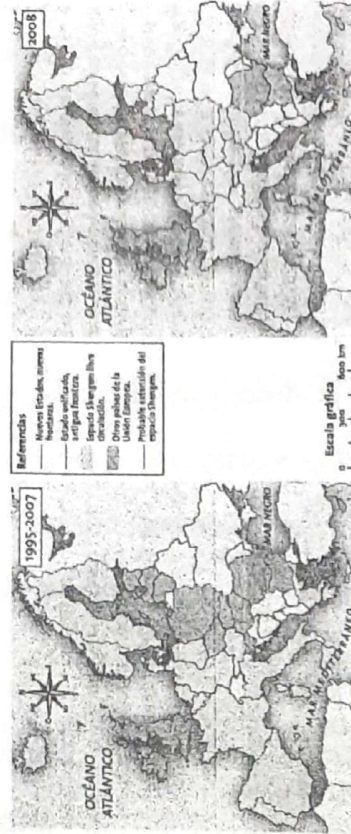 1995-2007
OCÉANO
ATLÁNTICO
MAR NEGRO
MAR MEDITERRÁNEO
Referencias
Nuevos Estados, nuevas
fronteras.
Estado unificado,
antigua frontera.
Espacio Shengen libre
circulación.
Otros países de la
Unión Europea.
Probable extensión del
espacio Shengen.
Escala gráfica
0 300 600 km
2008
OCÉANO
ATLÁNTICO
MAR NEGRO
MAR MEDITERRÁNEO